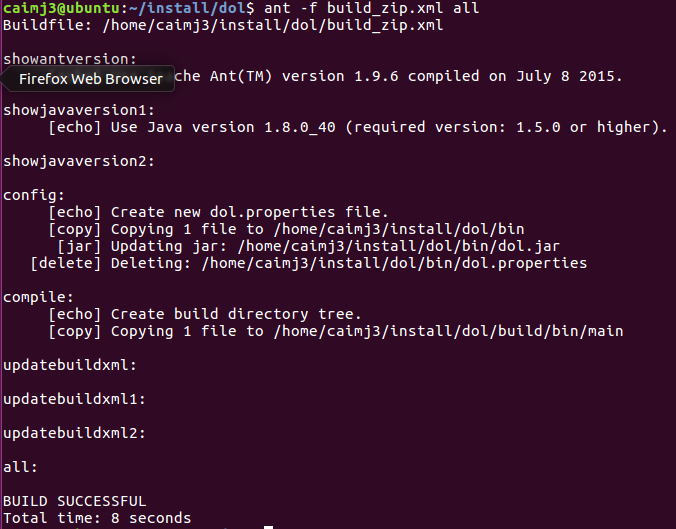 caimj3@ubuntu:~/install/dol$ ant -f build_zip.xml all
Buildfile: /home/caimj3/install/dol/build_zip.xml
showantversion:
Firefox Web Browser
che Ant(TM) version 1.9.6 compiled on July 8 2015.
showjavaversion1:
[echo] Use Java version 1.8.0_40 (required version: 1.5.0 or higher).
showjavaversion2:
config:
[echo] Create new dol.properties file.
[copy] Copying 1 file to /home/caimj3/install/dol/bin
[jar] Updating jar: /home/caimj3/install/dol/bin/dol.jar
[delete] Deleting: /home/caimj3/install/dol/bin/dol.properties
compile:
[echo] Create build directory tree.
[copy] Copying 1 file to /home/caimj3/install/dol/build/bin/main
updatebuildxml:
updatebuildxml1:
updatebuildxml2:
all:
BUILD SUCCESSFUL
Total time: 8 seconds